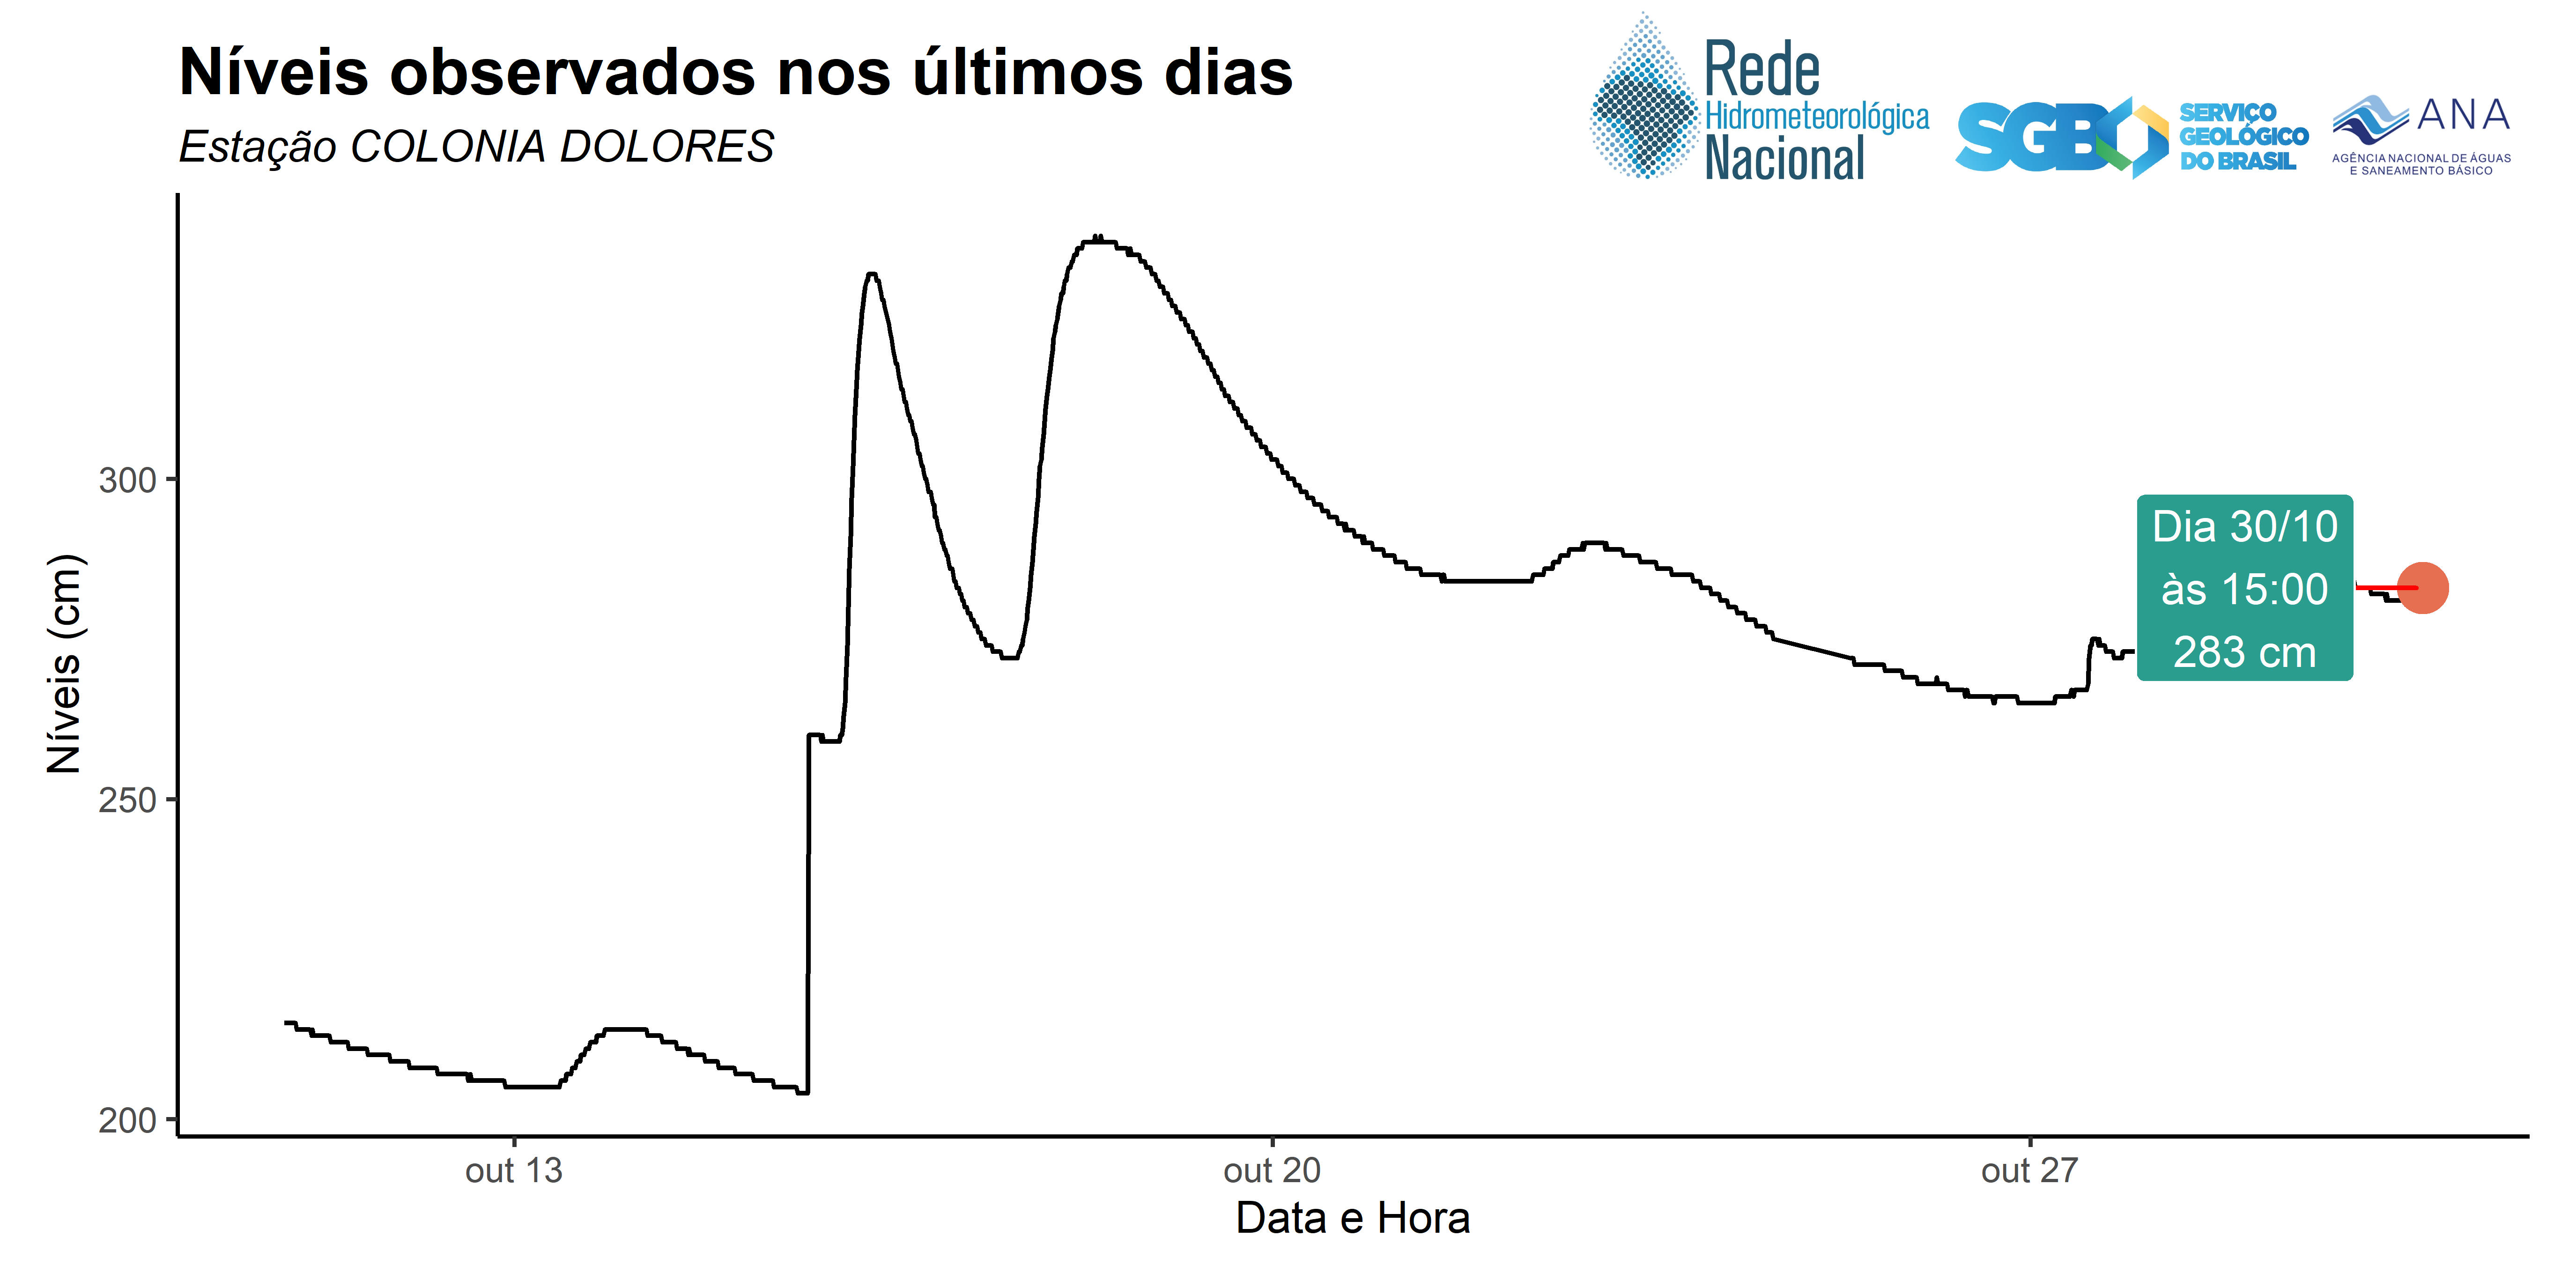 Níveis observados nos últimos dias
Estação COLONIA DOLORES
Rede
Hidrometeorológica
Nacional
SGB
SERVIÇO
GEOLÓGICO
DO BRASIL
ANA
AGÊNCIA NACIONAL DE ÁGUAS
E SANEAMENTO BÁSICO
Níveis (cm)
300
250
200
Dia 30/10
às 15:00
283 cm
out 13
out 20
out 27
Data e Hora